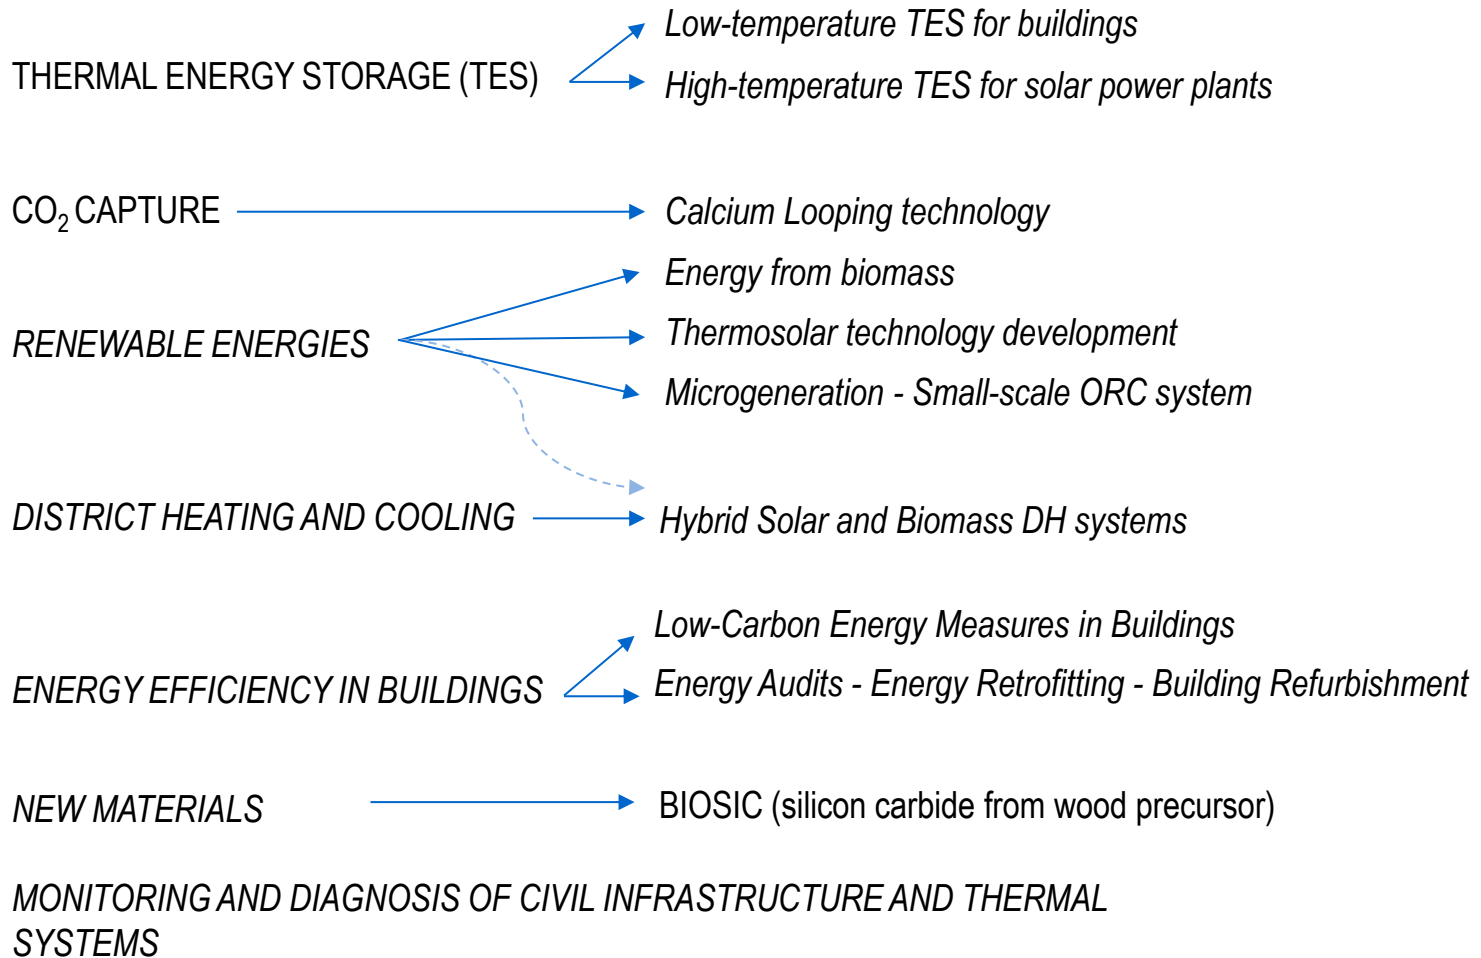 Low-temperature TES for buildings
THERMAL ENERGY STORAGE (TES)
High-temperature TES for solar power plants
CO₂ CAPTURE
Calcium Looping technology
Energy from biomass
RENEWABLE ENERGIES
Thermosolar technology development
Microgeneration - Small-scale ORC system
DISTRICT HEATING AND COOLING
Hybrid Solar and Biomass DH systems
Low-Carbon Energy Measures in Buildings
ENERGY EFFICIENCY IN BUILDINGS
Energy Audits - Energy Retrofitting - Building Refurbishment
NEW MATERIALS
BIOSIC (silicon carbide from wood precursor)
MONITORING AND DIAGNOSIS OF CIVIL INFRASTRUCTURE AND THERMAL
SYSTEMS